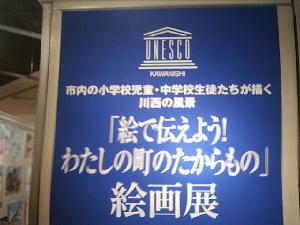 UNESCO
KAWANISHI
市内の小学校児童・中学校生徒たちが描く
川西の風景
「絵で伝えよう!
わたしの町のたからもの」
絵画展